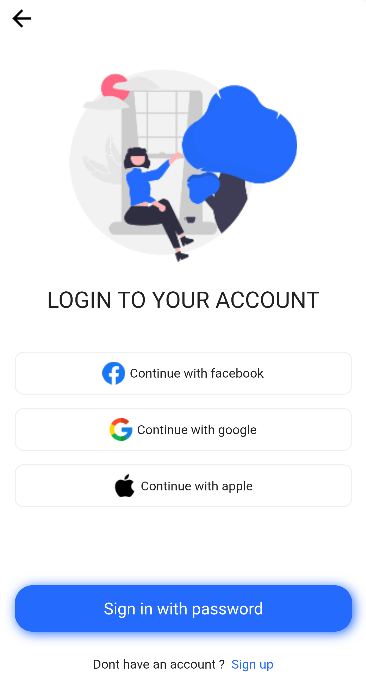 LOGIN TO YOUR ACCOUNT
Continue with facebook
Continue with google
Continue with apple
Sign in with password
Dont have an account ? Sign up